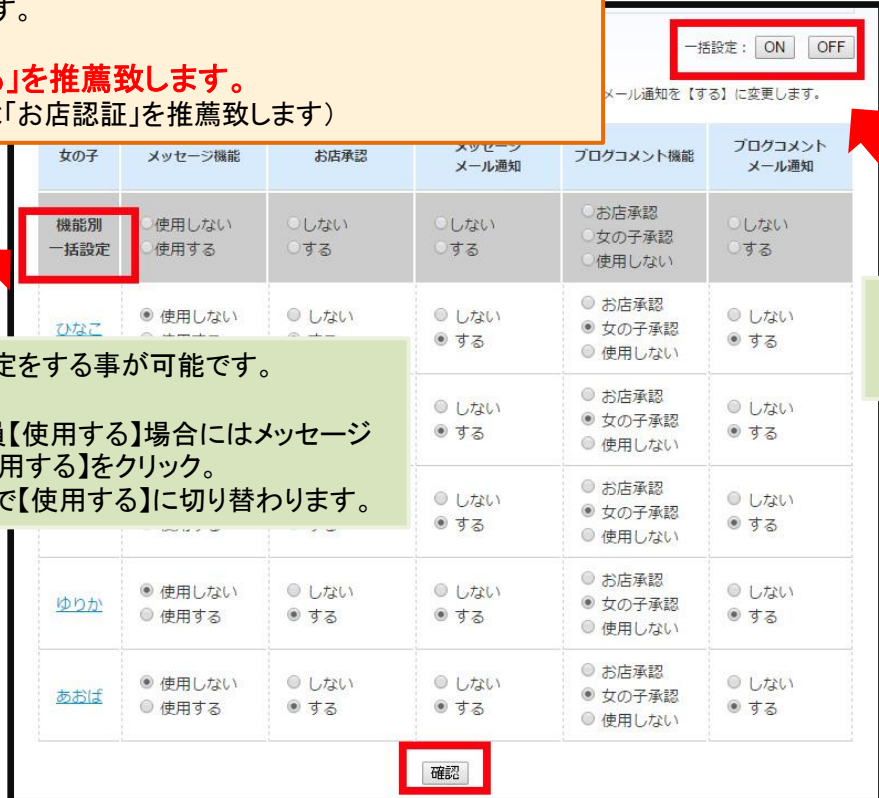 す。
」を推薦致します。
「お店認証」を推薦致します）
一括設定： ON OFF
メール通知を【する】に変更します。
女の子 メッセージ機能 お店承認 メッセージ メール通知 ブログコメント機能 ブログコメント メール通知
機能別 一括設定
使用しない
使用する
しない
する
しない
する
お店承認
女の子承認
使用しない
しない
する
ひなこ
使用しない
しない
しない
する
お店承認
女の子承認
使用しない
しない
する
定をする事が可能です。
【使用する】場合にはメッセージ
用する】をクリック。
で【使用する】に切り替わります。
しない
する
お店承認
女の子承認
使用しない
しない
する
しない
する
お店承認
女の子承認
使用しない
しない
する
ゆりか
使用しない
使用する
しない
する
しない
する
お店承認
女の子承認
使用しない
しない
する
あおば
使用しない
使用する
しない
する
しない
する
お店承認
女の子承認
使用しない
しない
する
確認